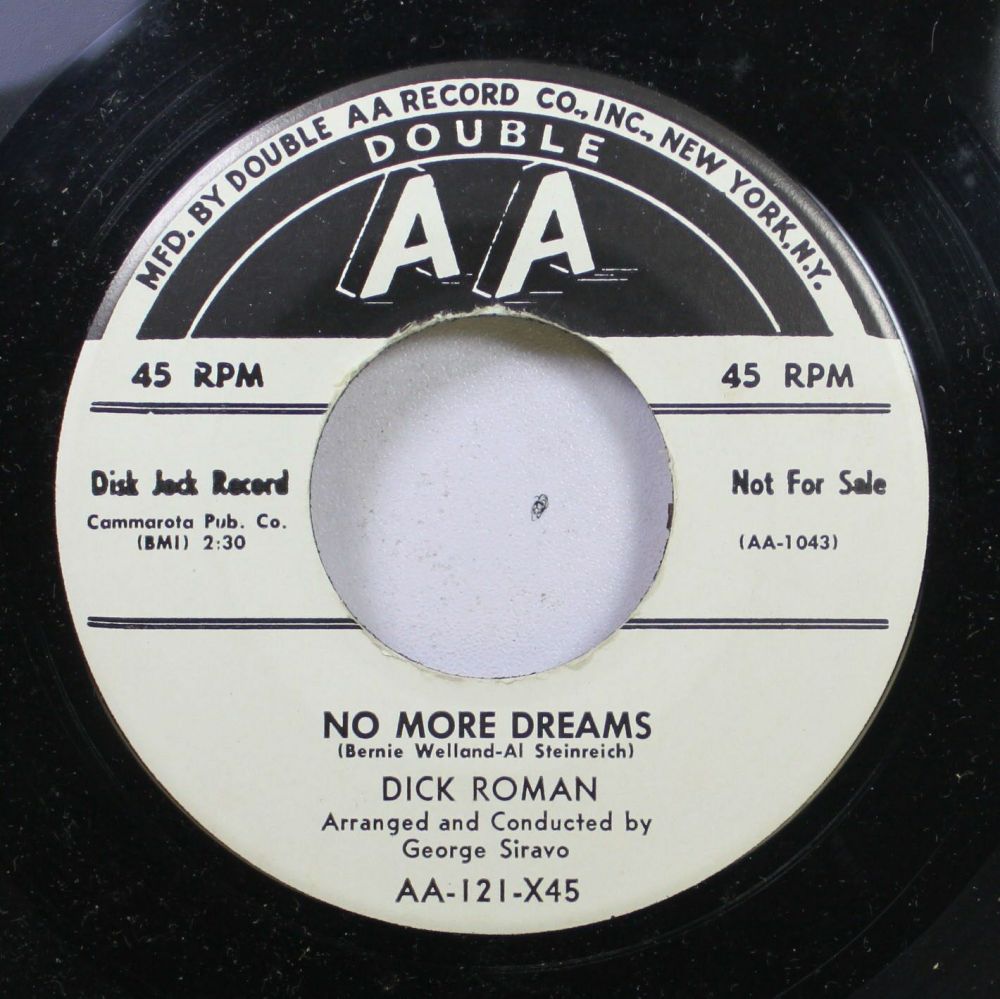 MFD. BY DOUBLE AA RECORD CO., INC., NEW YORK, N.Y.
DOUBLE
AA
45 RPM
45 RPM
Disk Jock Record
Cammarota Pub. Co.
(BMI) 2:30
Not For Sale
(AA-1043)
NO MORE DREAMS
(Bernie Welland-Al Steinreich)
DICK ROMAN
Arranged and Conducted by
George Siravo
AA-121-X45